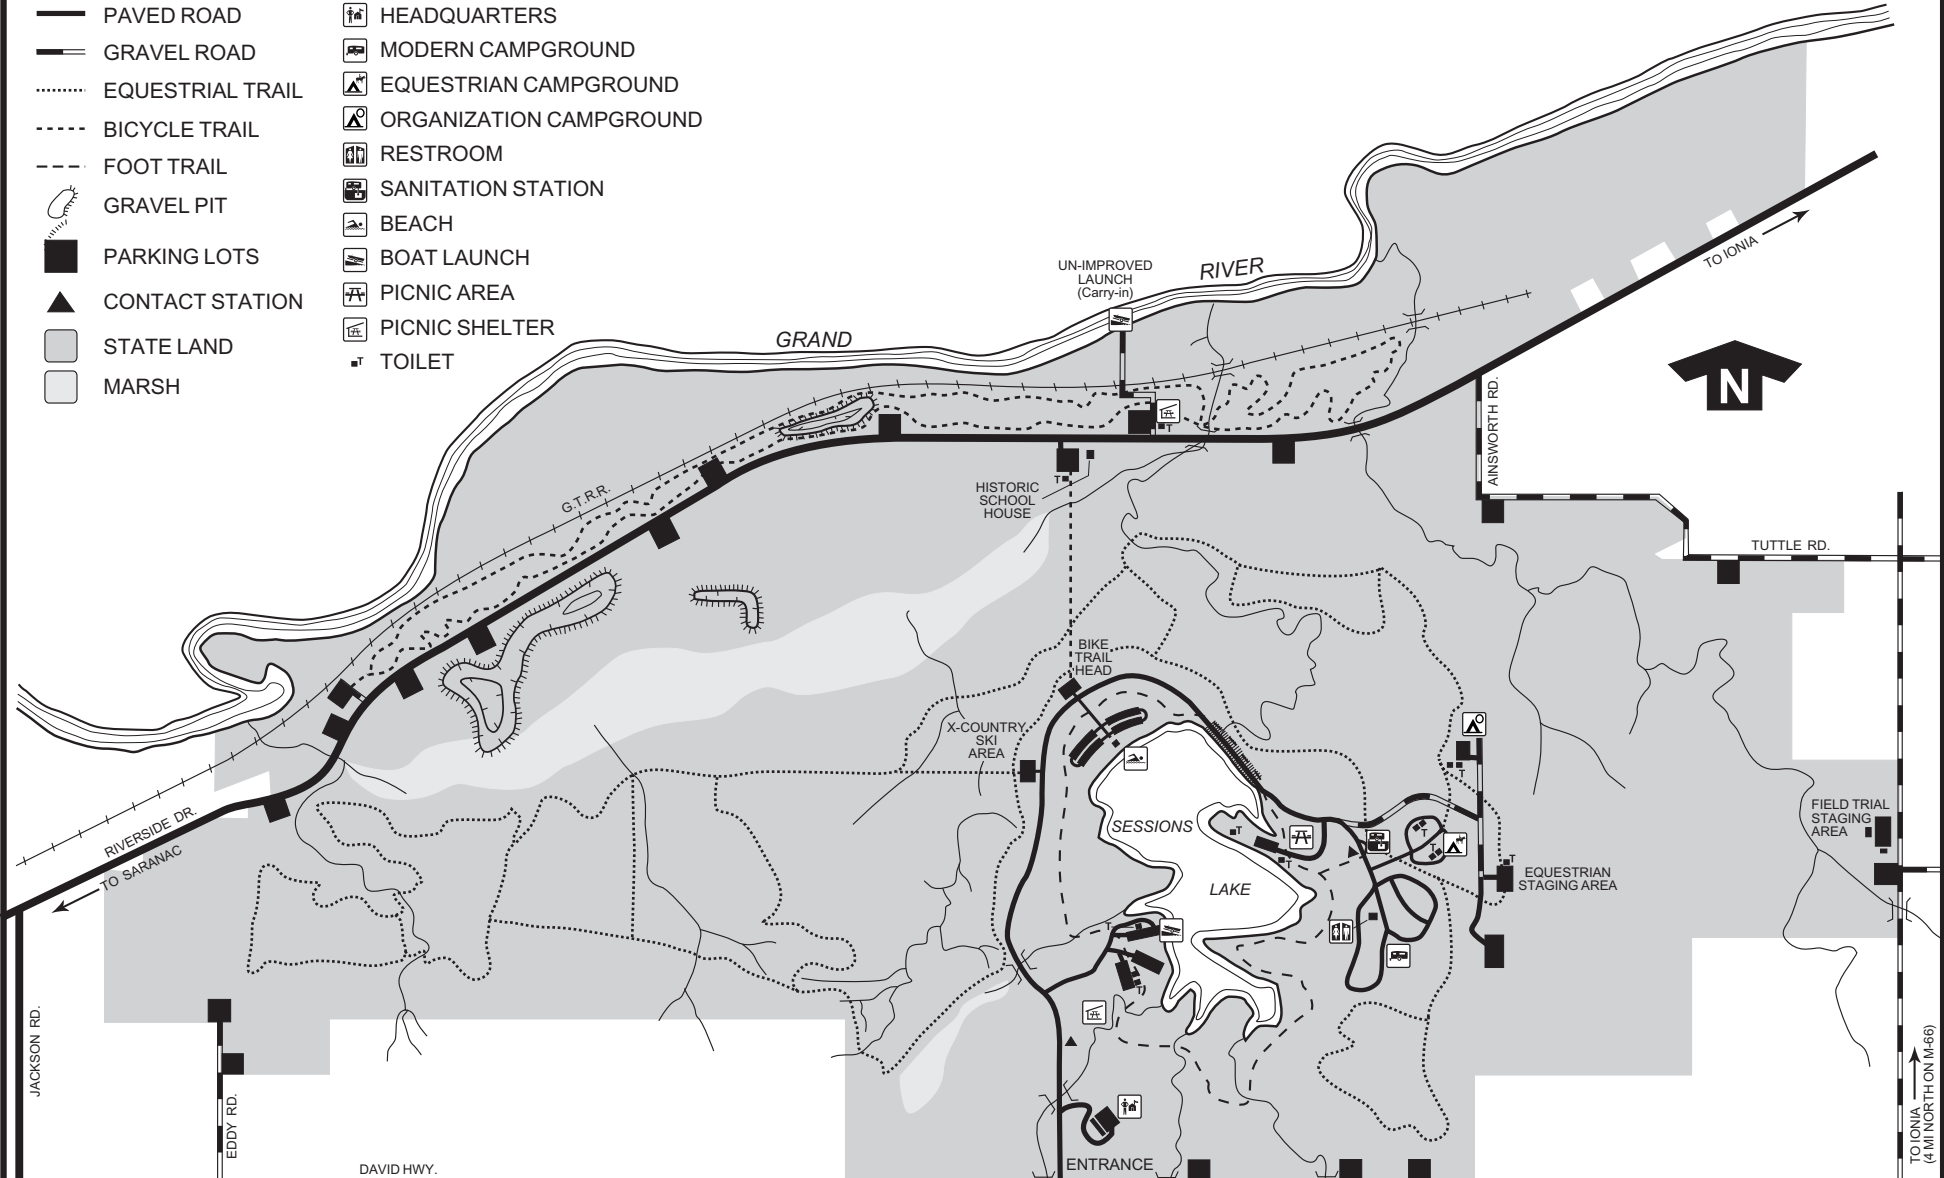 PAVED ROAD
GRAVEL ROAD
EQUESTRIAL TRAIL
BICYCLE TRAIL
FOOT TRAIL
GRAVEL PIT
PARKING LOTS
CONTACT STATION
STATE LAND
MARSH
HEADQUARTERS
MODERN CAMPGROUND
EQUESTRIAN CAMPGROUND
ORGANIZATION CAMPGROUND
RESTROOM
SANITATION STATION
BEACH
BOAT LAUNCH
PICNIC AREA
PICNIC SHELTER
T TOILET
UN-IMPROVED
LAUNCH
(Carry-in)
GRAND
RIVER
TO IONIA
N
AINSWORTH RD.
TUTTLE RD.
G.T.R.R.
T
T
HISTORIC
SCHOOL
HOUSE
BIKE
TRAIL
HEAD
X-COUNTRY
SKI
AREA
SESSIONS
LAKE
T
T
T
T
T
T
T
T
T
FIELD TRIAL
STAGING
AREA
EQUESTRIAN
STAGING AREA
RIVERSIDE DR.
TO SARANAC
JACKSON RD.
EDDY RD.
DAVID HWY.
ENTRANCE
TO IONIA
(4 MI NORTH ON M-66)